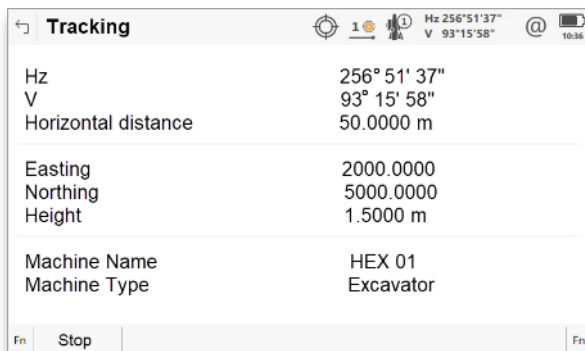 Tracking
1
1
A
Hz 256°51'37"
V 93°15'58"
@
10:36
Hz 256° 51' 37"
V 93° 15' 58"
Horizontal distance 50.0000 m
Easting 2000.0000
Northing 5000.0000
Height 1.5000 m
Machine Name HEX 01
Machine Type Excavator
Fn Stop Fn